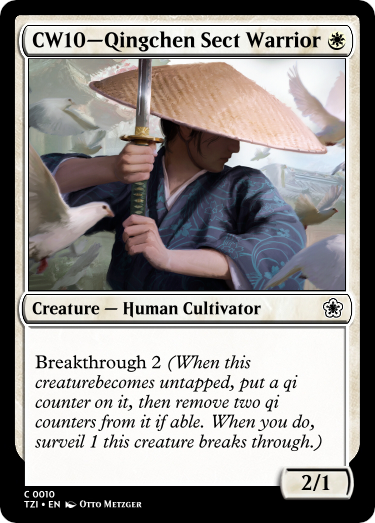 CW10—Qingchen Sect Warrior
Creature — Human Cultivator
Breakthrough 2 (When this
creaturebecomes untapped, put a qi
counter on it, then remove two qi
counters from it if able. When you do,
surveil 1 this creature breaks through.)
2/1
C 0010
TZI • EN Otto Metzger